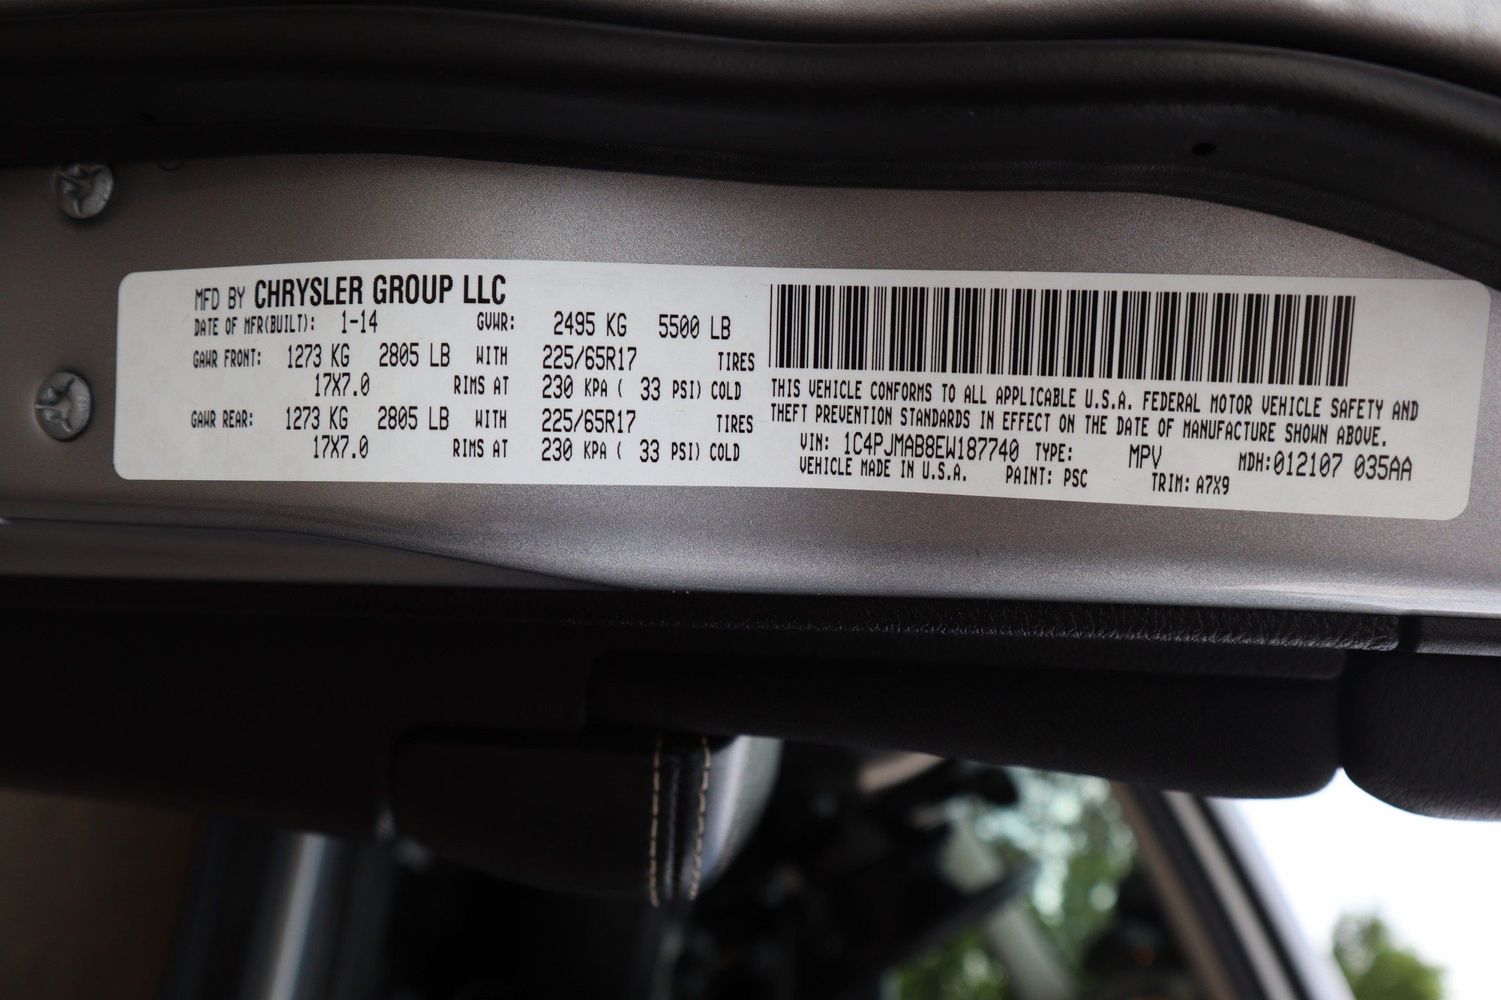 MFD BY CHRYSLER GROUP LLC
DATE OF MFR(BUILT): 1-14 GVWR: 2495 KG 5500 LB
GAWR FRONT: 1273 KG 2805 LB WITH 225/65R17 TIRES
17X7.0 RIMS AT 230 KPA ( 33 PSI) COLD
GAWR REAR: 1273 KG 2805 LB WITH 225/65R17 TIRES
17X7.0 RIMS AT 230 KPA ( 33 PSI) COLD
THIS VEHICLE CONFORMS TO ALL APPLICABLE U.S.A. FEDERAL MOTOR VEHICLE SAFETY AND
THEFT PREVENTION STANDARDS IN EFFECT ON THE DATE OF MANUFACTURE SHOWN ABOVE.
VIN: 1C4PJMAB8EW187740 TYPE: MPV MDH:012107 035AA
VEHICLE MADE IN U.S.A. PAINT: PSC TRIM: A7X9